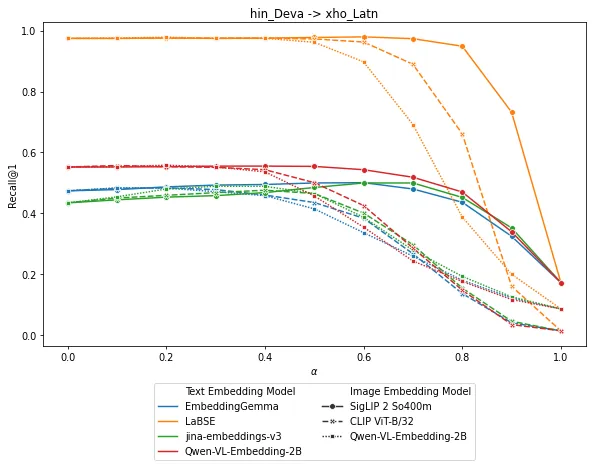 hin_Deva -> xho_Latn
Recall@1
1.0
0.8
0.6
0.4
0.2
0.0
0.0 0.2 0.4 0.6 0.8 1.0
α
Text Embedding Model
EmbeddingGemma
LaBSE
jina-embeddings-v3
Qwen-VL-Embedding-2B
Image Embedding Model
SigLIP 2 So400m
CLIP ViT-B/32
Qwen-VL-Embedding-2B